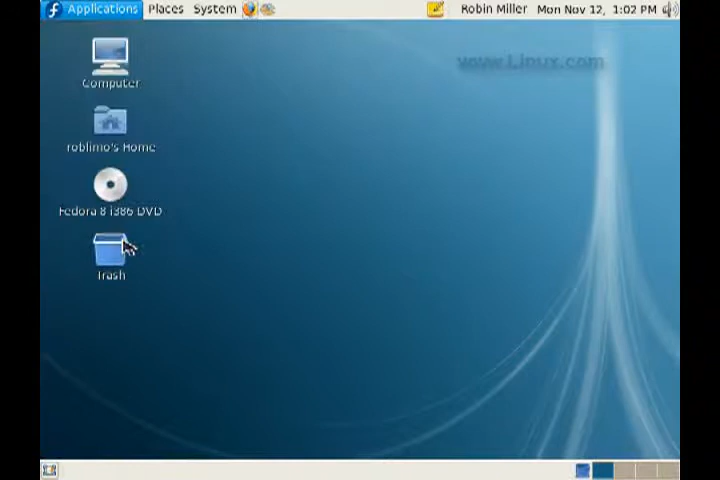 Applications Places System Robin Miller Mon Nov 12, 1:02 PM
www.Linux.com
Computer
roblimo's Home
Fedora 8 i386 DVD
Trash